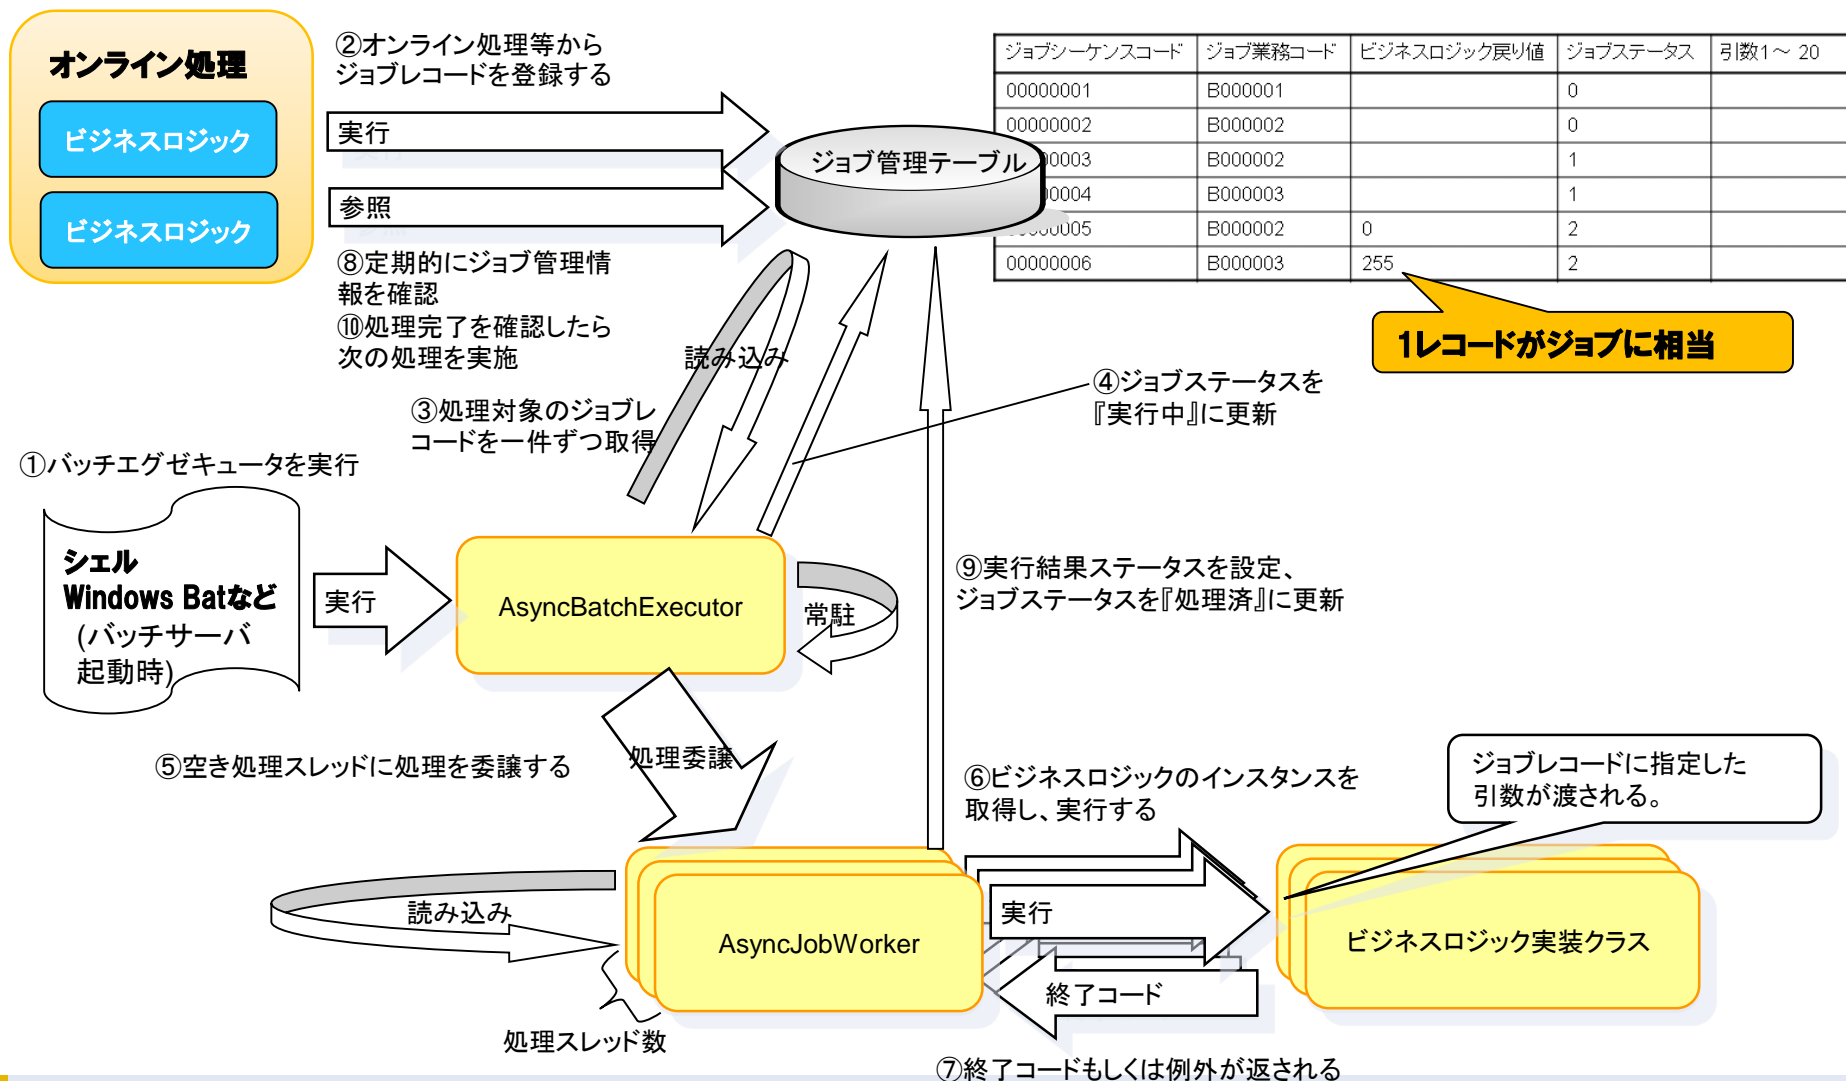 オンライン処理
ビジネスロジック
ビジネスロジック
②オンライン処理等から
ジョブレコードを登録する
実行
参照
⑧定期的にジョブ管理情
報を確認
⑩処理完了を確認したら
次の処理を実施
ジョブ管理テーブル
ジョブシーケンスコード ジョブ業務コード ビジネスロジック戻り値 ジョブステータス 引数1～ 20
00000001 B000001 0
00000002 B000002 0
00003 B000002 1
00004 B000003 1
00005 B000002 0 2
00000006 B000003 255 2
1レコードがジョブに相当
読み込み
③処理対象のジョブレ
コードを一件ずつ取得
④ジョブステータスを
『実行中』に更新
①バッチエグゼキュータを実行
シェル
Windows Batなど
(バッチサーバ
起動時)
実行
AsyncBatchExecutor
常駐
⑨実行結果ステータスを設定、
ジョブステータスを『処理済』に更新
⑤空き処理スレッドに処理を委譲する
処理委譲
⑥ビジネスロジックのインスタンスを
取得し、実行する
ジョブレコードに指定した
引数が渡される。
読み込み
AsyncJobWorker
実行
ビジネスロジック実装クラス
終了コード
処理スレッド数
⑦終了コードもしくは例外が返される